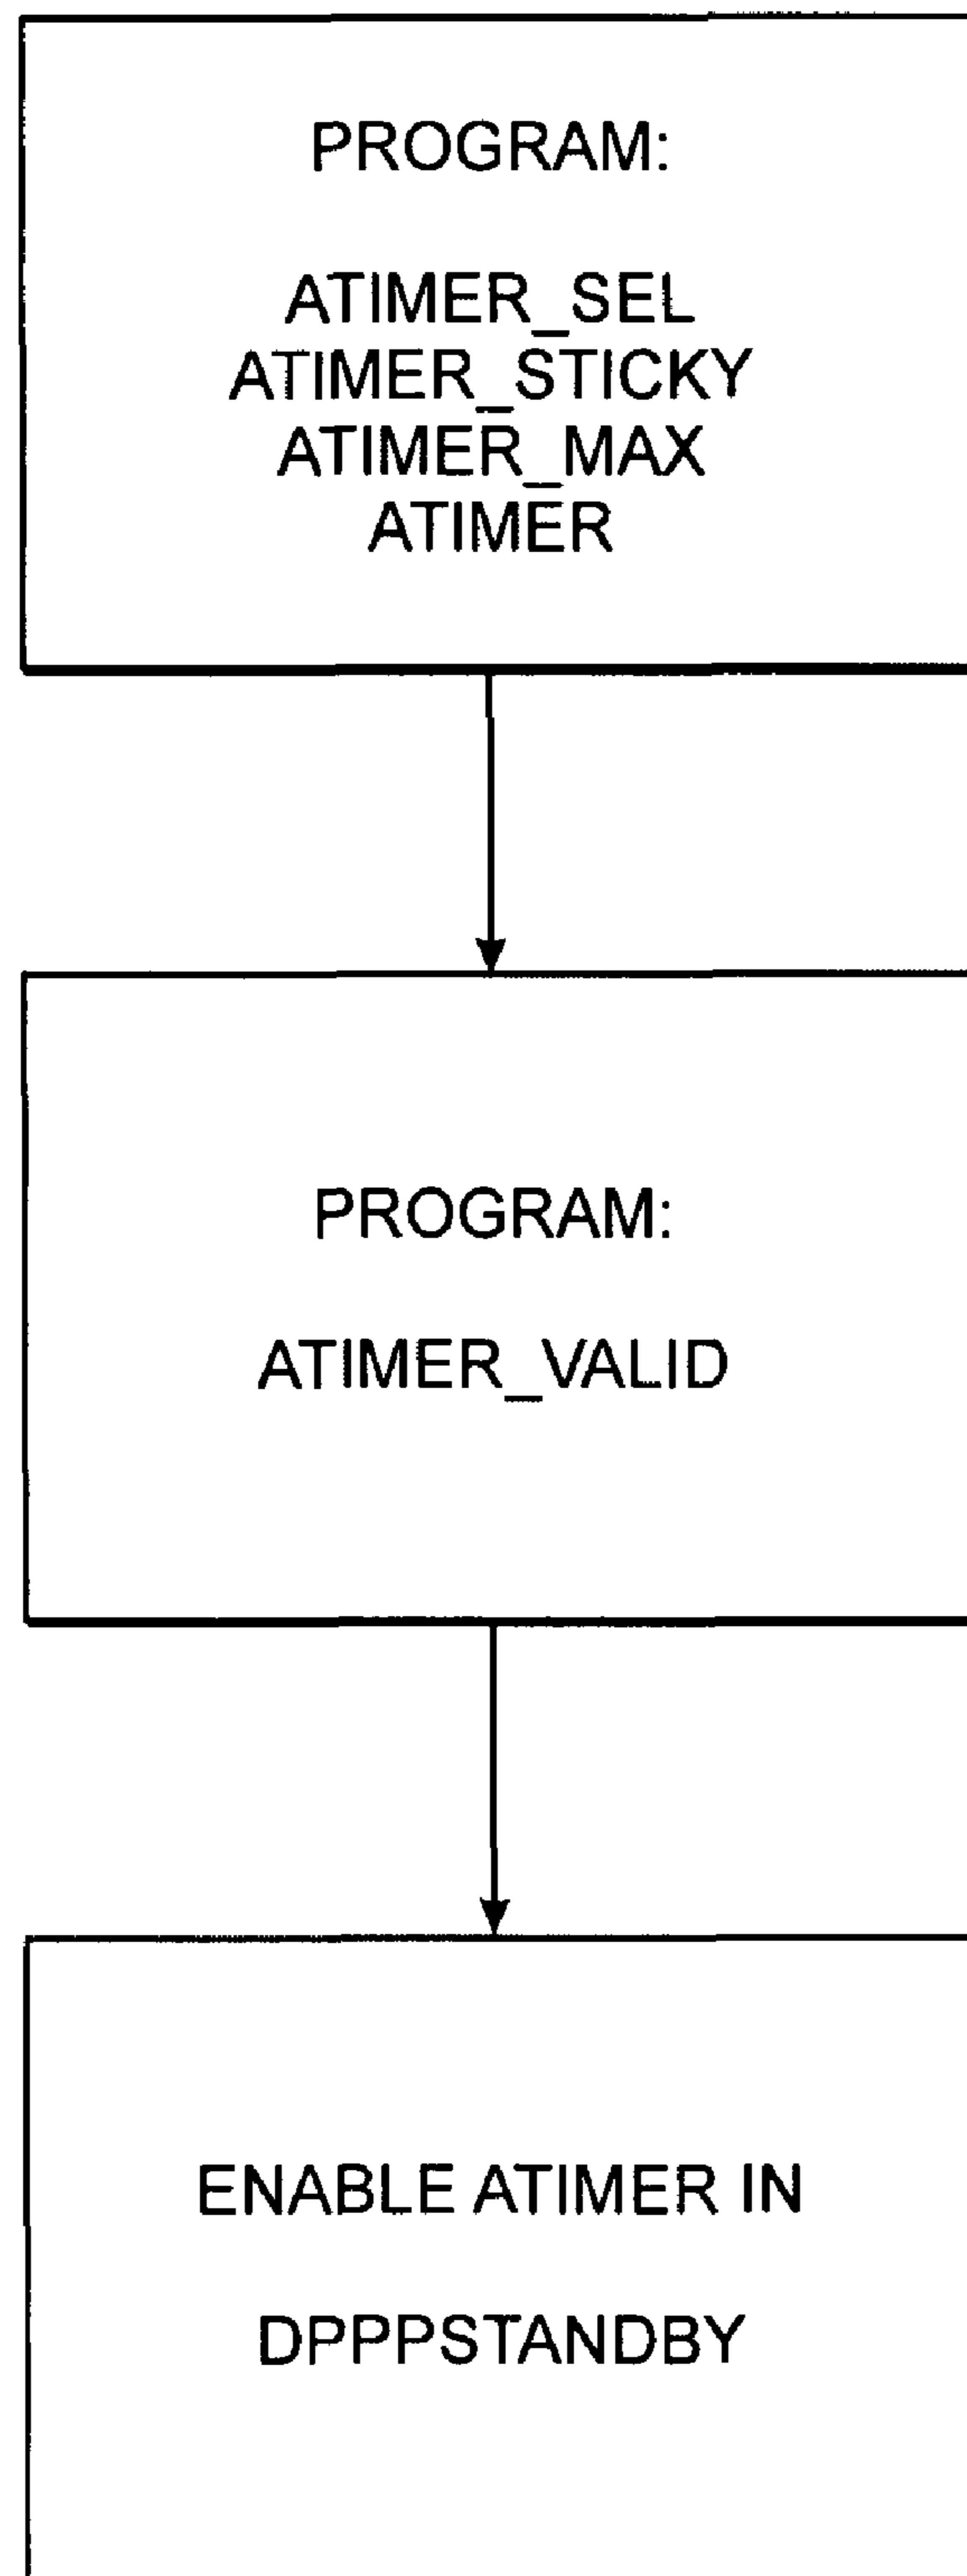 PROGRAM:
ATIMER_SEL
ATIMER_STICKY
ATIMER_MAX
ATIMER
PROGRAM:
ATIMER_VALID
ENABLE ATIMER IN
DPPPSTANDBY